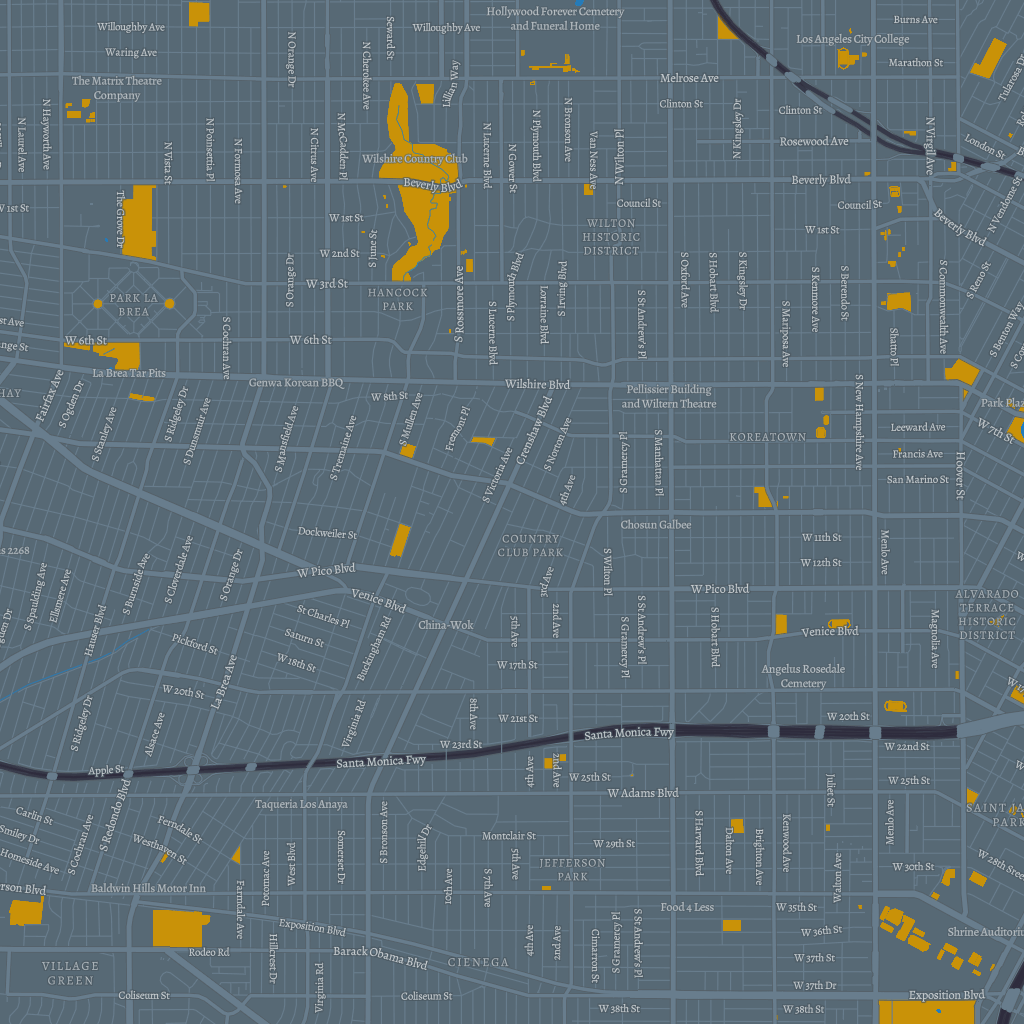 Hollywood Forever Cemetery
and Funeral Home
Burns Ave
Willoughby Ave
Willoughby Ave
Seward St
Los Angeles City College
N Orange Dr
Waring Ave
N Cherokee Ave
Marathon St
The Matrix Theatre
Company
Melrose Ave
Tularosa Dr
Lillian Way
Clinton St
Clinton St
N Hayworth Ave
N Laurel Ave
N Vista St
N Poinsettia Pl
N Formosa Ave
N Citrus Ave
N McCadden Pl
N Lucerne Blvd
N Gower St
N Plymouth Blvd
N Bronson Ave
Van Ness Ave
N Wilton Pl
N Kingsley Dr
Rosewood Ave
N Virgil Ave
London St
Wilshire Country Club
Beverly Blvd
Beverly Blvd
Council St
Council St
N Vendome St
The Grove Dr
W 1st St
W 1st St
W 1st St
WILTON
HISTORIC
DISTRICT
Beverly Blvd
W 2nd St
S June St
W 3rd St
S Orange Dr
HANCOCK
PARK
S Rossmore Ave
S Plymouth Blvd
S Irving Blvd
Lorraine Blvd
S Lucerne Blvd
S St Andrew's Pl
S Oxford Ave
S Hobart Blvd
S Kingsley Dr
S Mariposa Ave
S Kenmore Ave
S Berendo St
Shatto Pl
S Commonwealth Ave
S Reno St
S Benton Way
PARK LA
BREA
W 6th St
W 6th St
S Cochran Ave
La Brea Tar Pits
Genwa Korean BBQ
Wilshire Blvd
Pellissier Building
and Wiltern Theatre
W 8th St
Fairfax Ave
S Ogden Dr
S Stanley Ave
S Ridgeley Dr
S Dunsmuir Ave
S Mansfield Ave
S Tremaine Ave
S Mullen Ave
Fremont Pl
Crenshaw Blvd
S Victoria Ave
S Norton Ave
4th Ave
S Gramercy Pl
S Manhattan Pl
KOREATOWN
S New Hampshire Ave
Leeward Ave
Francis Ave
San Marino St
Hoover St
W 7th St
Chosun Galbee
Dockweiler St
COUNTRY
CLUB PARK
W 11th St
W 12th St
Menlo Ave
W Pico Blvd
W Pico Blvd
Venice Blvd
Venice Blvd
3rd Ave
S Wilton Pl
ALVARADO
TERRACE
HISTORIC
DISTRICT
S Spaulding Ave
Ellsmere Ave
Hauser Blvd
S Burnside Ave
S Cloverdale Ave
S Orange Dr
St Charles Pl
Saturn St
Pickford St
W 18th St
Buckingham Rd
China-Wok
5th Ave
2nd Ave
S Gramercy Pl
S St Andrew's Pl
S Hobart Blvd
Magnolia Ave
W 17th St
Angelus Rosedale
Cemetery
W 20th St
La Brea Ave
S Ridgeley Dr
Alsace Ave
Virginia Rd
8th Ave
W 21st St
W 20th St
W 23rd St
Santa Monica Fwy
Santa Monica Fwy
W 22nd St
Apple St
4th Ave
2nd Ave
W 25th St
W 25th St
Juliet St
W Adams Blvd
Taqueria Los Anaya
S Redondo Blvd
S Cochran Ave
Carlin St
Smiley Dr
Homeside Ave
Ferndale St
Westhaven St
Farmdale Ave
Potomac Ave
West Blvd
Somerset Dr
S Bronson Ave
Edgehill Dr
10th Ave
S 7th Ave
5th Ave
Montclair St
JEFFERSON
PARK
W 29th St
S Harvard Blvd
Dalton Ave
Brighton Ave
Kenwood Ave
Walton Ave
Menlo Ave
W 30th St
Baldwin Hills Motor Inn
Food 4 Less
W 35th St
W 36th St
W 37th St
W 37th Dr
W 38th St
W 38th St
Exposition Blvd
Exposition Blvd
Rodeo Rd
Hillcrest Dr
Virginia Rd
Barack Obama Blvd
CIENEGA
4th Ave
2nd Ave
Cimarron St
S Gramercy Pl
S St Andrew's Pl
VILLAGE
GREEN
Coliseum St
Coliseum St